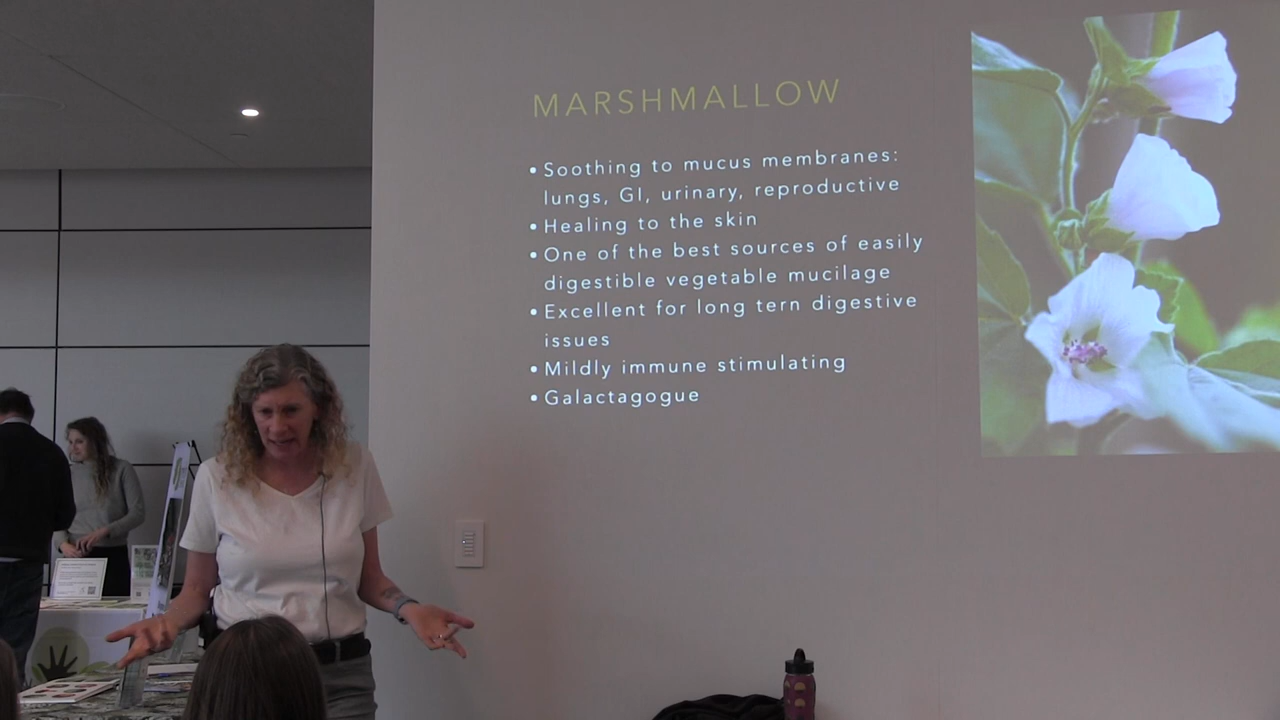 MARSHMALLOW
• Soothing to mucus membranes:
lungs, GI, urinary, reproductive
• Healing to the skin
• One of the best sources of easily
digestible vegetable mucilage
• Excellent for long tern digestive
issues
• Mildly immune stimulating
• Galactagogue